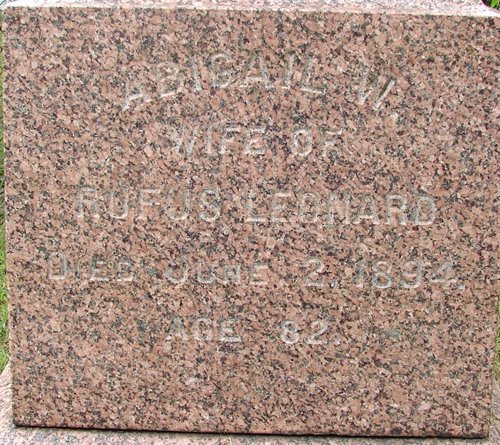 ABIGAIL W.
WIFE OF
RUFUS LEONARD
DIED JUNE 2, 1894,
AGE 82.